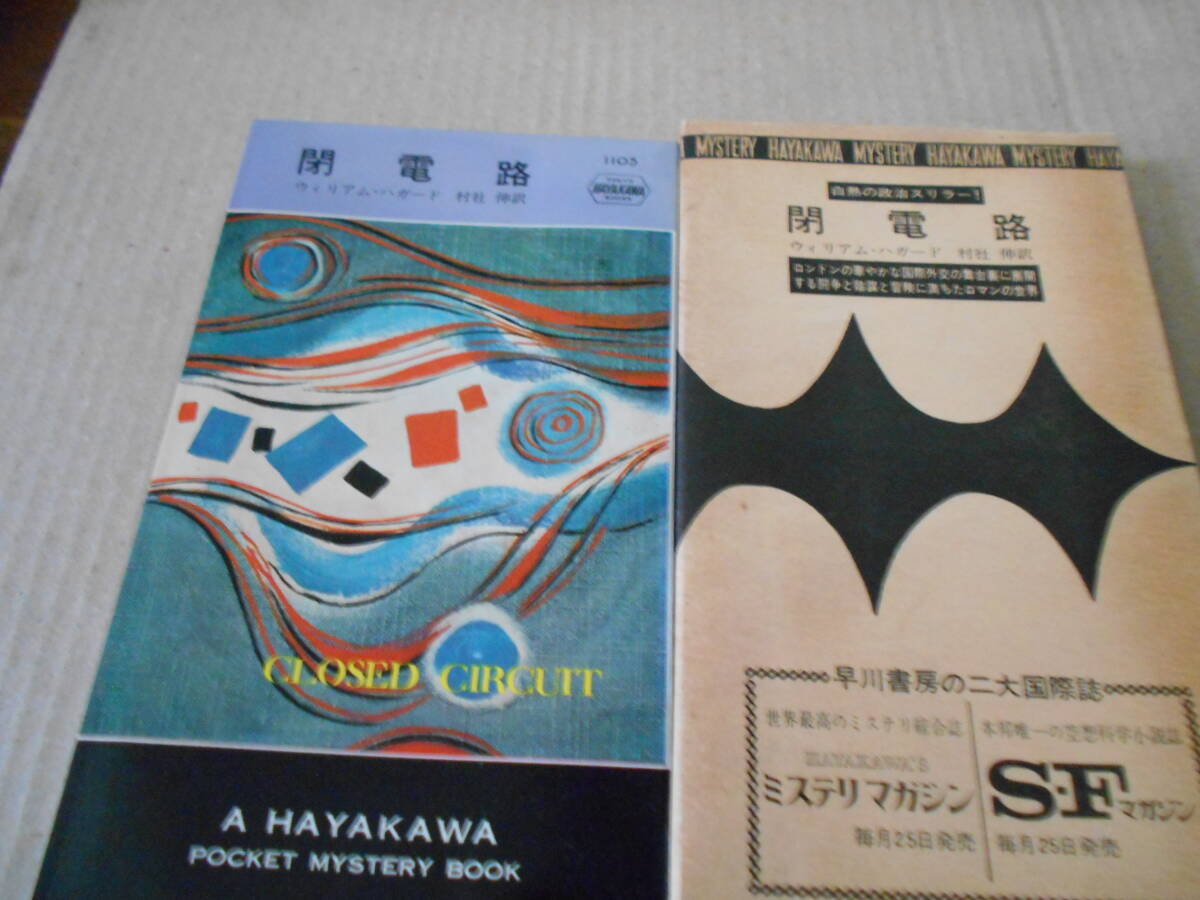 閉電路
1103
ウィリアム・ハガード 村社 伸訳
HAYAKAWA
CLOSED CIRCUIT
A HAYAKAWA
POCKET MYSTERY BOOK
MYSTERY HAYAKAWA MYSTERY HAYAKAWA MYSTERY HAYA
白熱の政治スリラー!
閉電路
ウィリアム・ハガード 村社 伸訳
ロンドンの華やかな国際外交の舞台裏に展開
する闘争と陰謀と冒険に満ちたロマンの世界
早川書房の二大国際誌
世界最高のミステリ綜合誌
HAYAKAWA'S
ミステリマガジン
毎月25日発売
本邦唯一の空想科学小説誌
S-Fマガジン
毎月25日発売